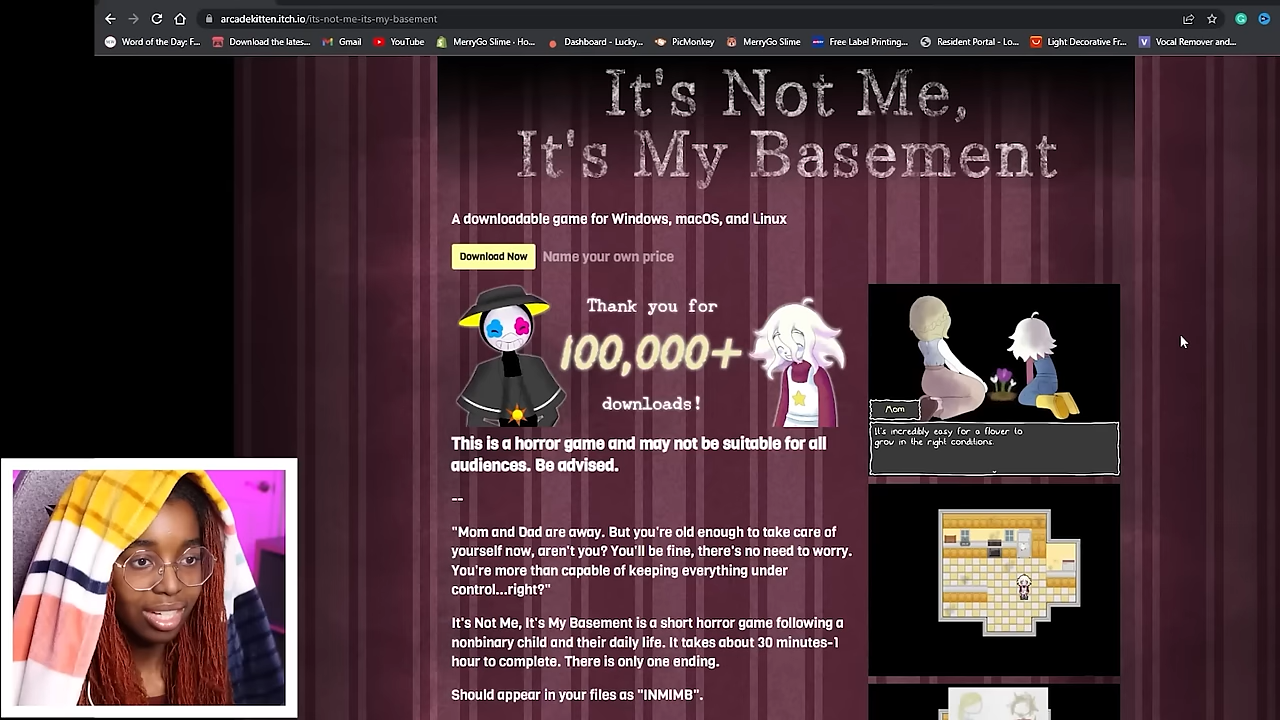 arcadekitten.itch.io/its-not-me-its-my-basement
Word of the Day: F...
Download the lates...
Gmail
YouTube
MerryGo Slime · Ho...
Dashboard - Lucky...
PicMonkey
MerryGo Slime
Free Label Printing...
Resident Portal - Lo...
Light Decorative Fr...
V
Vocal Remover and...
It's Not Me,
It's My Basement
A downloadable game for Windows, macOS, and Linux
Download Now
Name your own price
Thank you for
100,000+
downloads!
This is a horror game and may not be suitable for all
audiences. Be advised.
--
"Mom and Dad are away. But you're old enough to take care of
yourself now, aren't you? You'll be fine, there's no need to worry.
You're more than capable of keeping everything under
control...right?"
It's Not Me, It's My Basement is a short horror game following a
nonbinary child and their daily life. It takes about 30 minutes-1
hour to complete. There is only one ending.
Should appear in your files as "INMIMB".
Mom
It's incredibly easy for a flower to
grow in the right conditions.